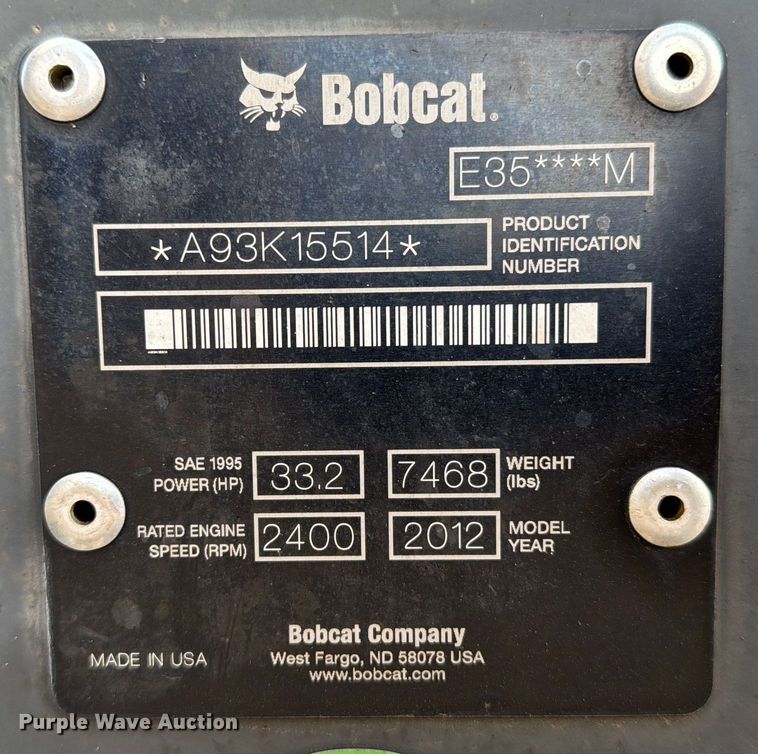 Bobcat.
E35****M
*A93K15514*
PRODUCT
IDENTIFICATION
NUMBER
SAE 1995
POWER (HP)
33.2
7468
WEIGHT
(lbs)
RATED ENGINE
SPEED (RPM)
2400
2012
MODEL
YEAR
Bobcat Company
MADE IN USA
West Fargo, ND 58078 USA
www.bobcat.com
Purple Wave Auction